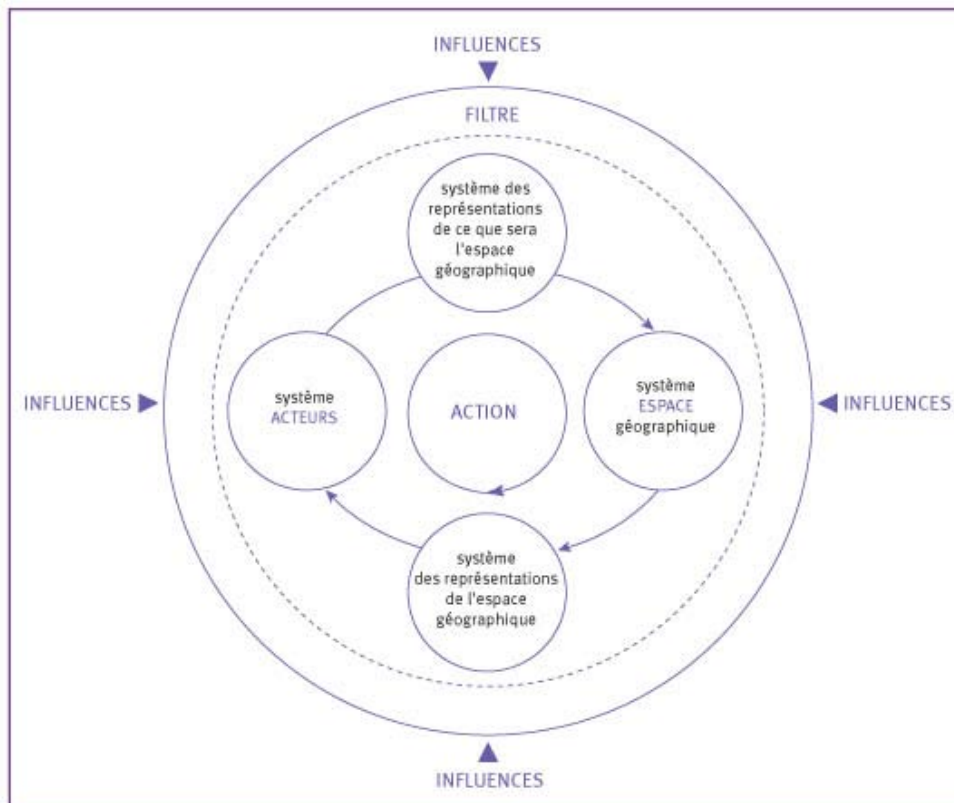 INFLUENCES
FILTRE
système des
représentations
de ce que sera
l'espace
géographique
INFLUENCES
système
ACTEURS
ACTION
système
ESPACE
géographique
INFLUENCES
système
des représentations
de l'espace
géographique
INFLUENCES